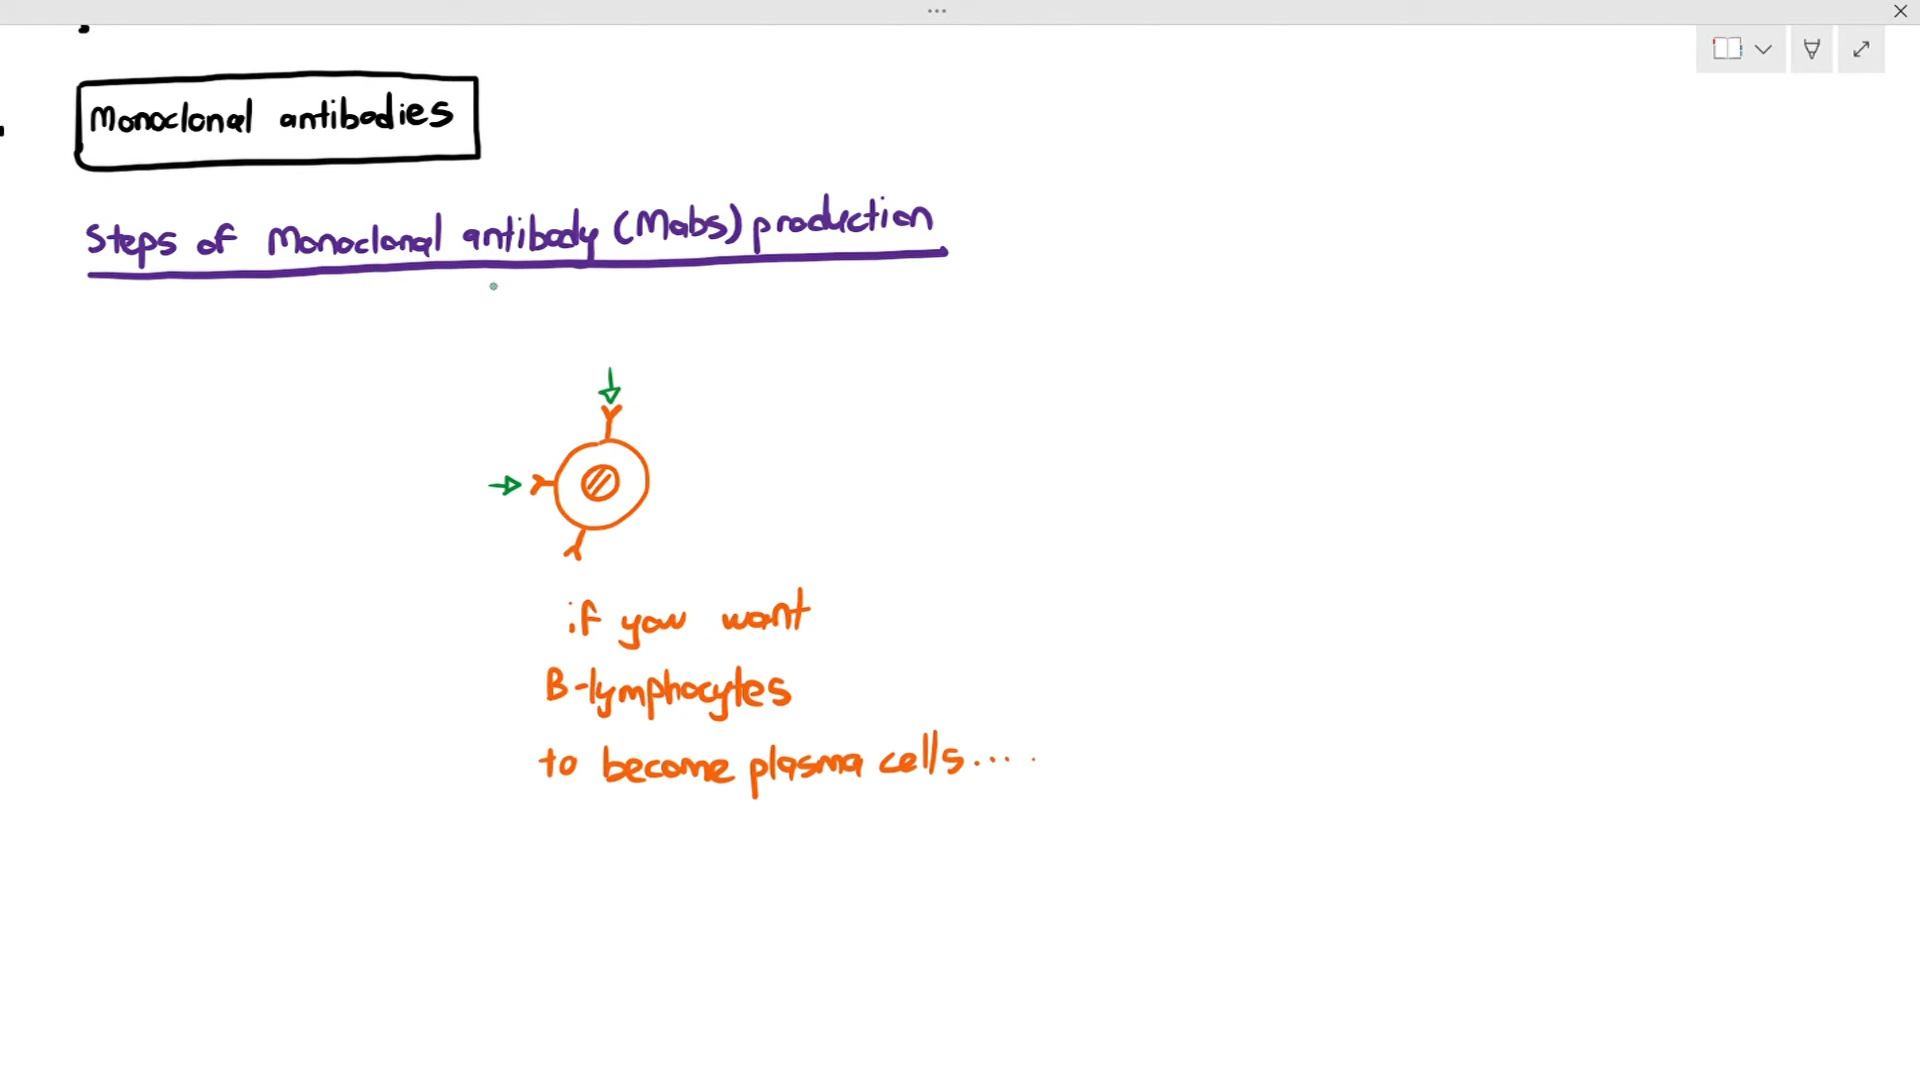 Monoclonal antibodies
Steps of Monoclonal antibody (Mabs) production
if you want
B-lymphocytes
to become plasma cells.....